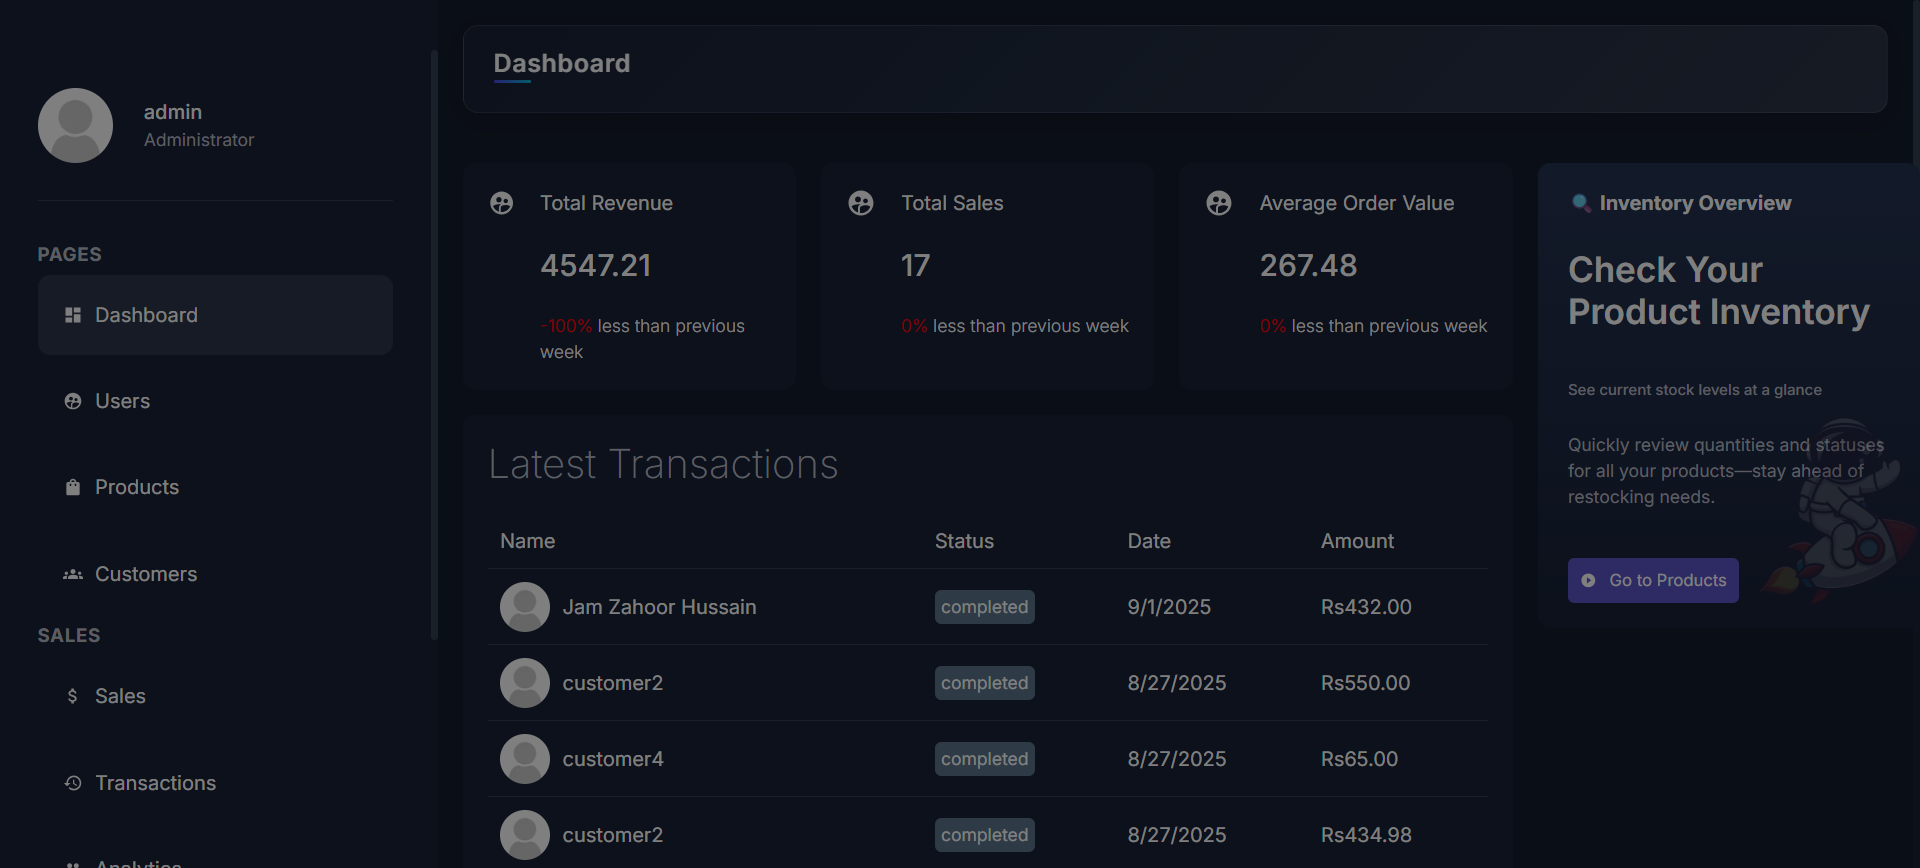 admin
Administrator
PAGES
Dashboard
Users
Products
Customers
SALES
Sales
Transactions
Analytics
Dashboard
Total Revenue
4547.21
-100% less than previous
week
Total Sales
17
0% less than previous week
Average Order Value
267.48
0% less than previous week
Inventory Overview
Check Your
Product Inventory
See current stock levels at a glance
Quickly review quantities and statuses
for all your products—stay ahead of
restocking needs.
Go to Products
Latest Transactions
Name Status Date Amount
Jam Zahoor Hussain completed 9/1/2025 Rs432.00
customer2 completed 8/27/2025 Rs550.00
customer4 completed 8/27/2025 Rs65.00
customer2 completed 8/27/2025 Rs434.98